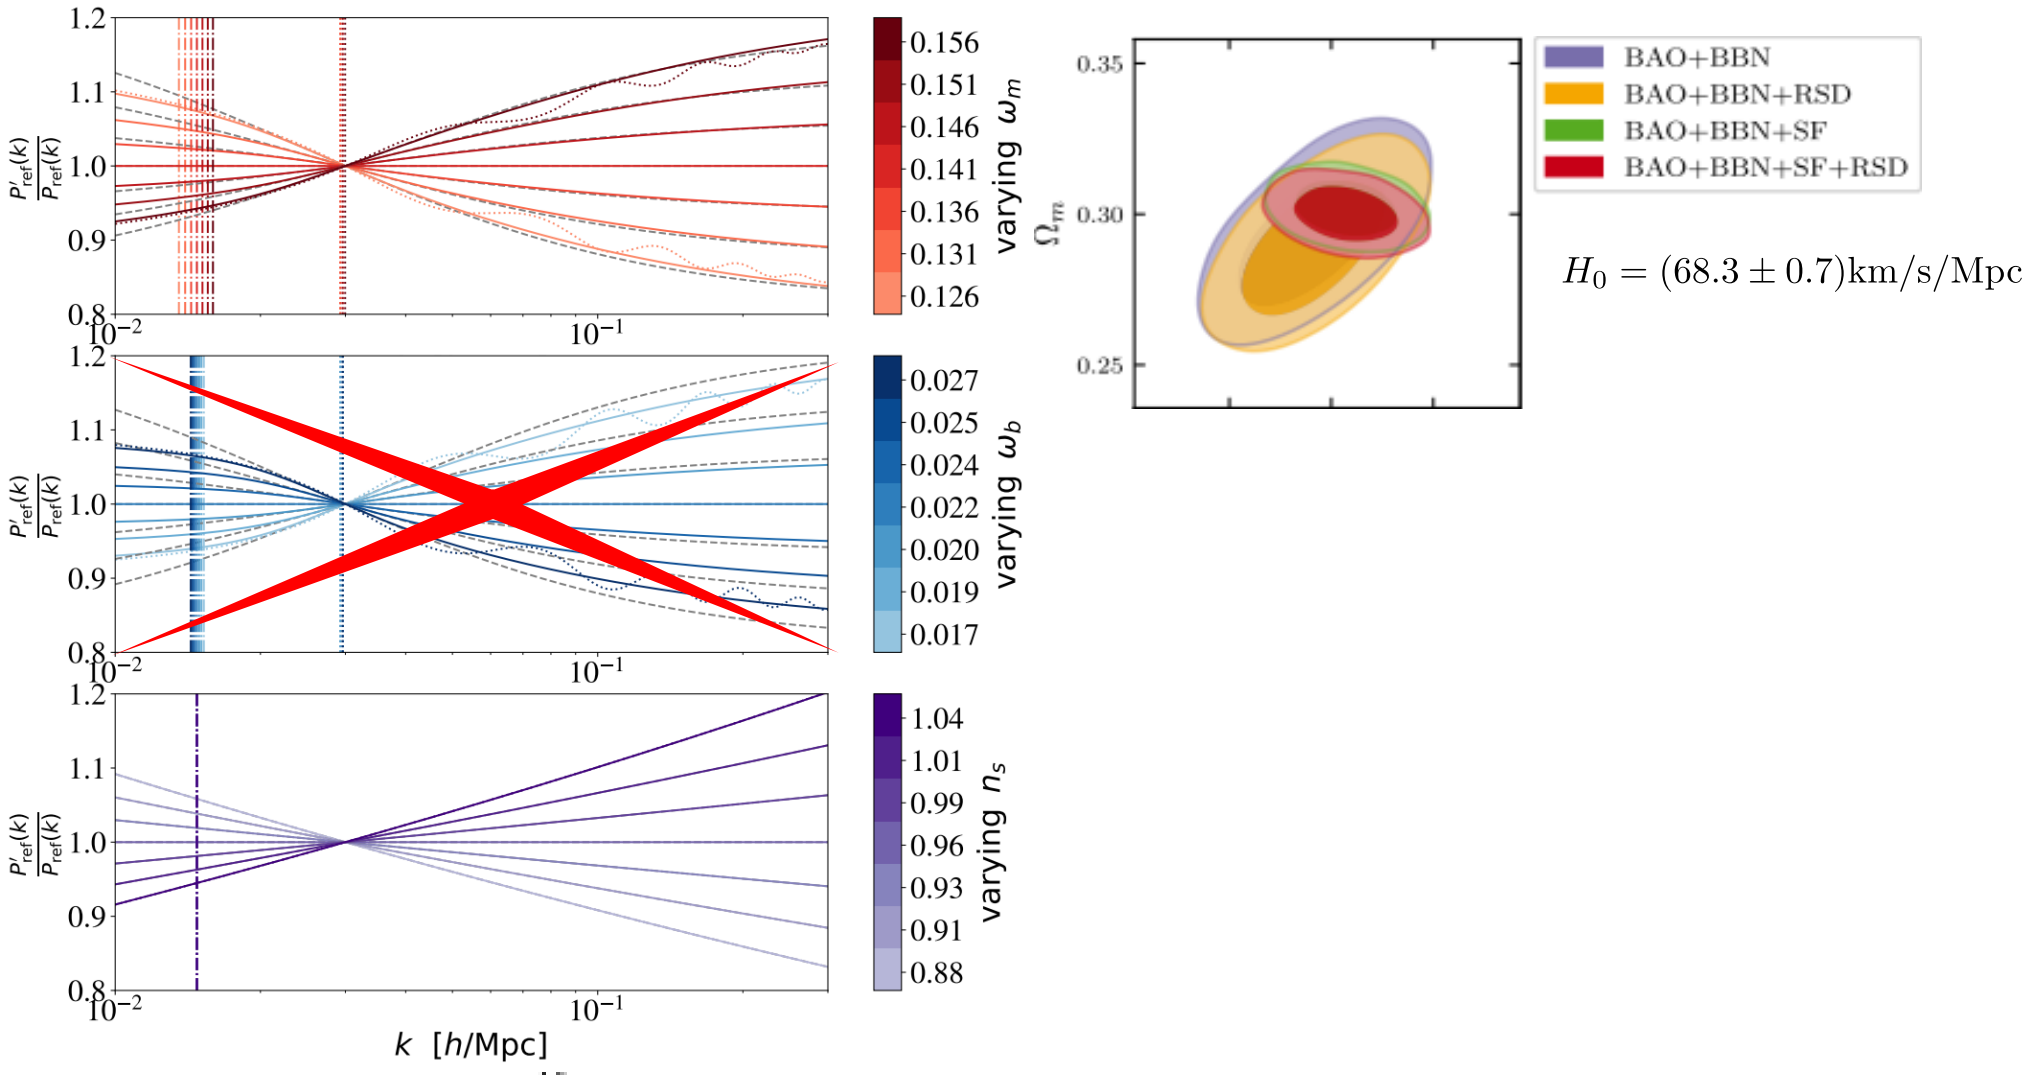 1.2
1.1
1.0
0.9
0.8
P'ref(k)
Pref(k)
10−2
10−1
0.156
0.151
0.146
0.141
0.136
0.131
0.126
varying ωm
1.2
1.1
1.0
0.9
0.8
P'ref(k)
Pref(k)
10−2
10−1
0.027
0.025
0.024
0.022
0.020
0.019
0.017
varying ωb
1.2
1.1
1.0
0.9
0.8
P'ref(k)
Pref(k)
10−2
10−1
1.04
1.01
0.99
0.96
0.93
0.91
0.88
varying ns
k [h/Mpc]
0.35
0.30
0.25
Ωm
BAO+BBN
BAO+BBN+RSD
BAO+BBN+SF
BAO+BBN+SF+RSD
H0 = (68.3 ± 0.7)km/s/Mpc